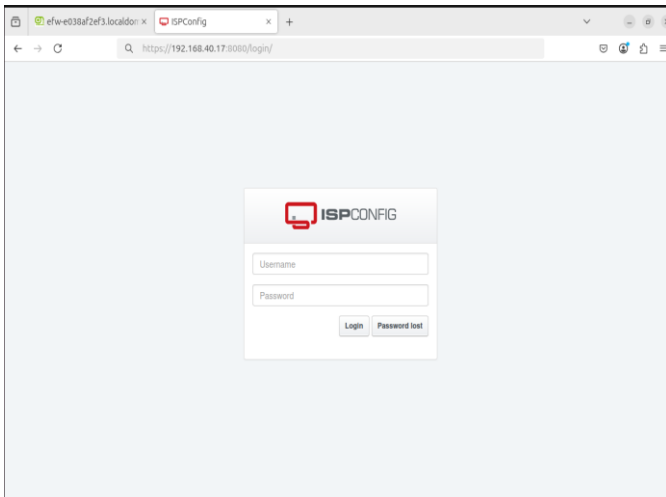 efw-e038af2ef3.localdon
ISPConfig
https://192.168.40.17:8080/login/
ISPCONFIG
Username
Password
Login
Password lost